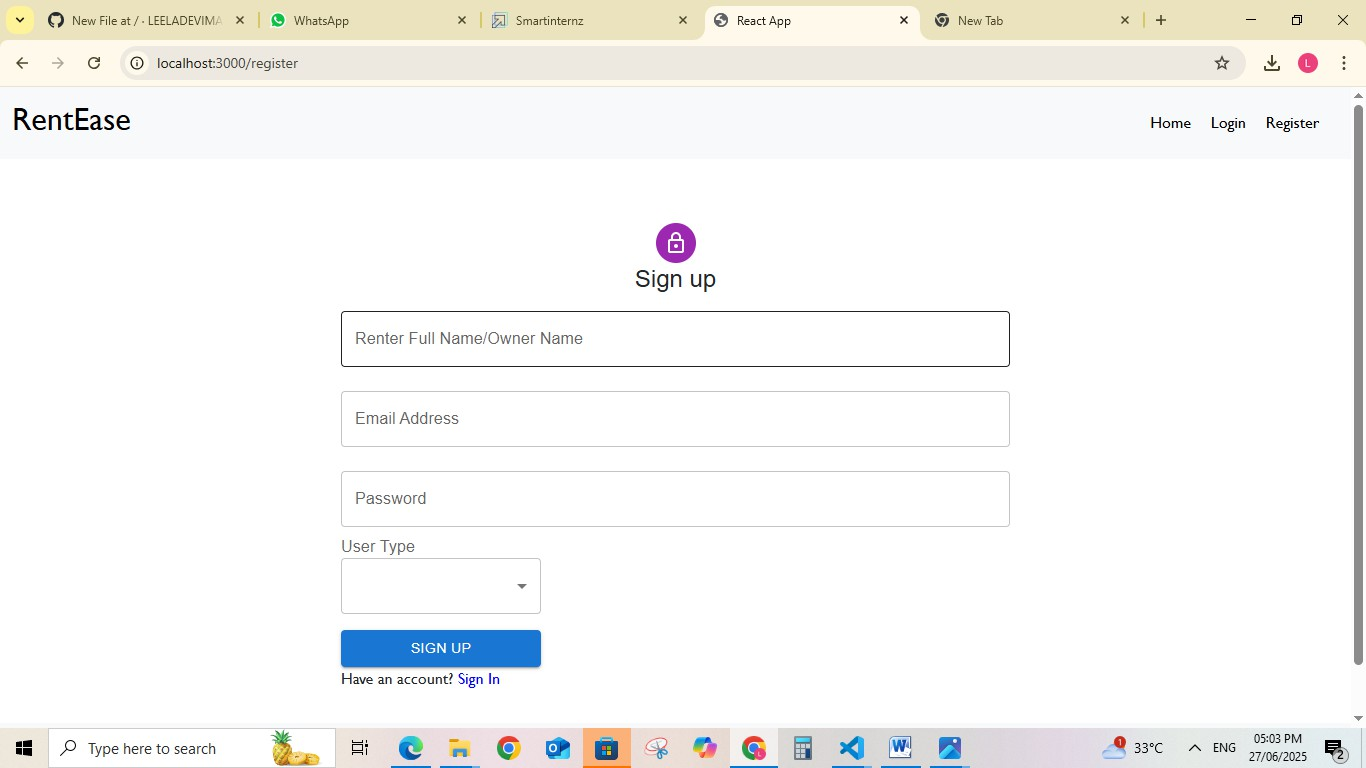 New File at / · LEELADEVIMA
WhatsApp
Smartinternz
React App
New Tab
localhost:3000/register
L
RentEase
Home Login Register
Sign up
Renter Full Name/Owner Name
Email Address
Password
User Type
SIGN UP
Have an account? Sign In
Type here to search
1
33°C
ENG
05:03 PM
27/06/2025
2